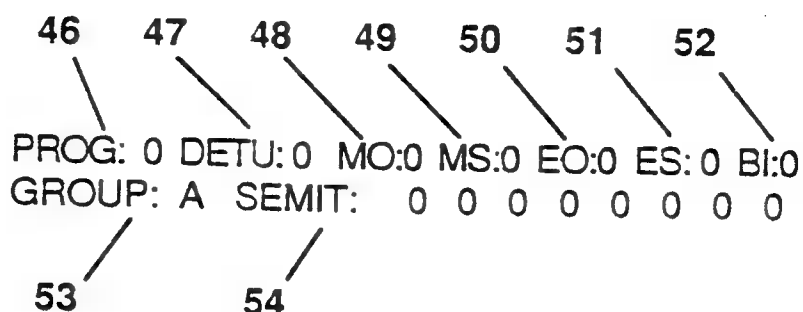 46 47 48 49 50 51 52
PROG: 0 DETU: 0 MO:0 MS:0 EO:0 ES: 0 BI:0
GROUP: A SEMIT: 0 0 0 0 0 0 0 0
53 54